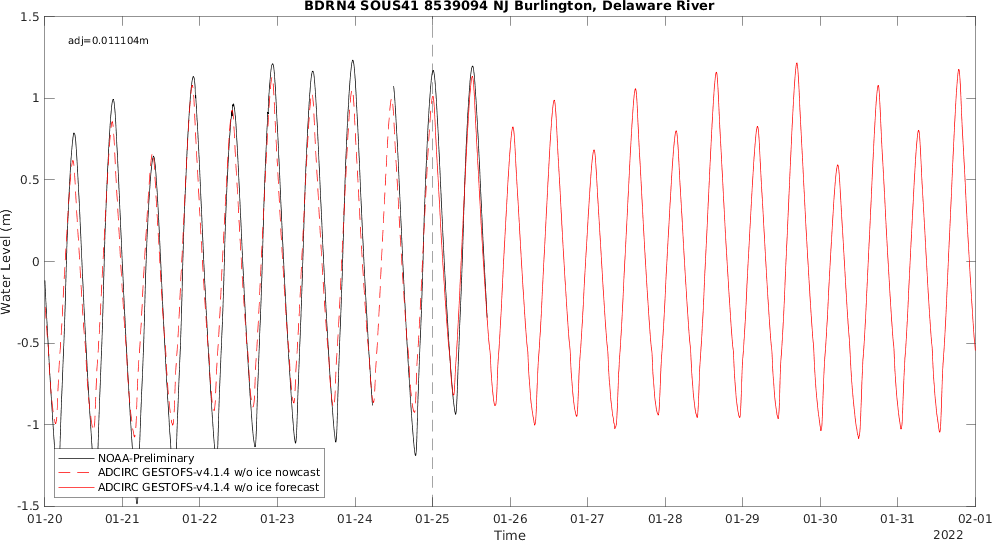 BDRN4 SOUS41 8539094 NJ Burlington, Delaware River
adj=0.011104m
1.5
1
0.5
0
-0.5
-1
-1.5
Water Level (m)
NOAA-Preliminary
ADCIRC GESTOFS-v4.1.4 w/o ice nowcast
ADCIRC GESTOFS-v4.1.4 w/o ice forecast
01-20 01-21 01-22 01-23 01-24 01-25 01-26 01-27 01-28 01-29 01-30 01-31 02-01
Time
2022